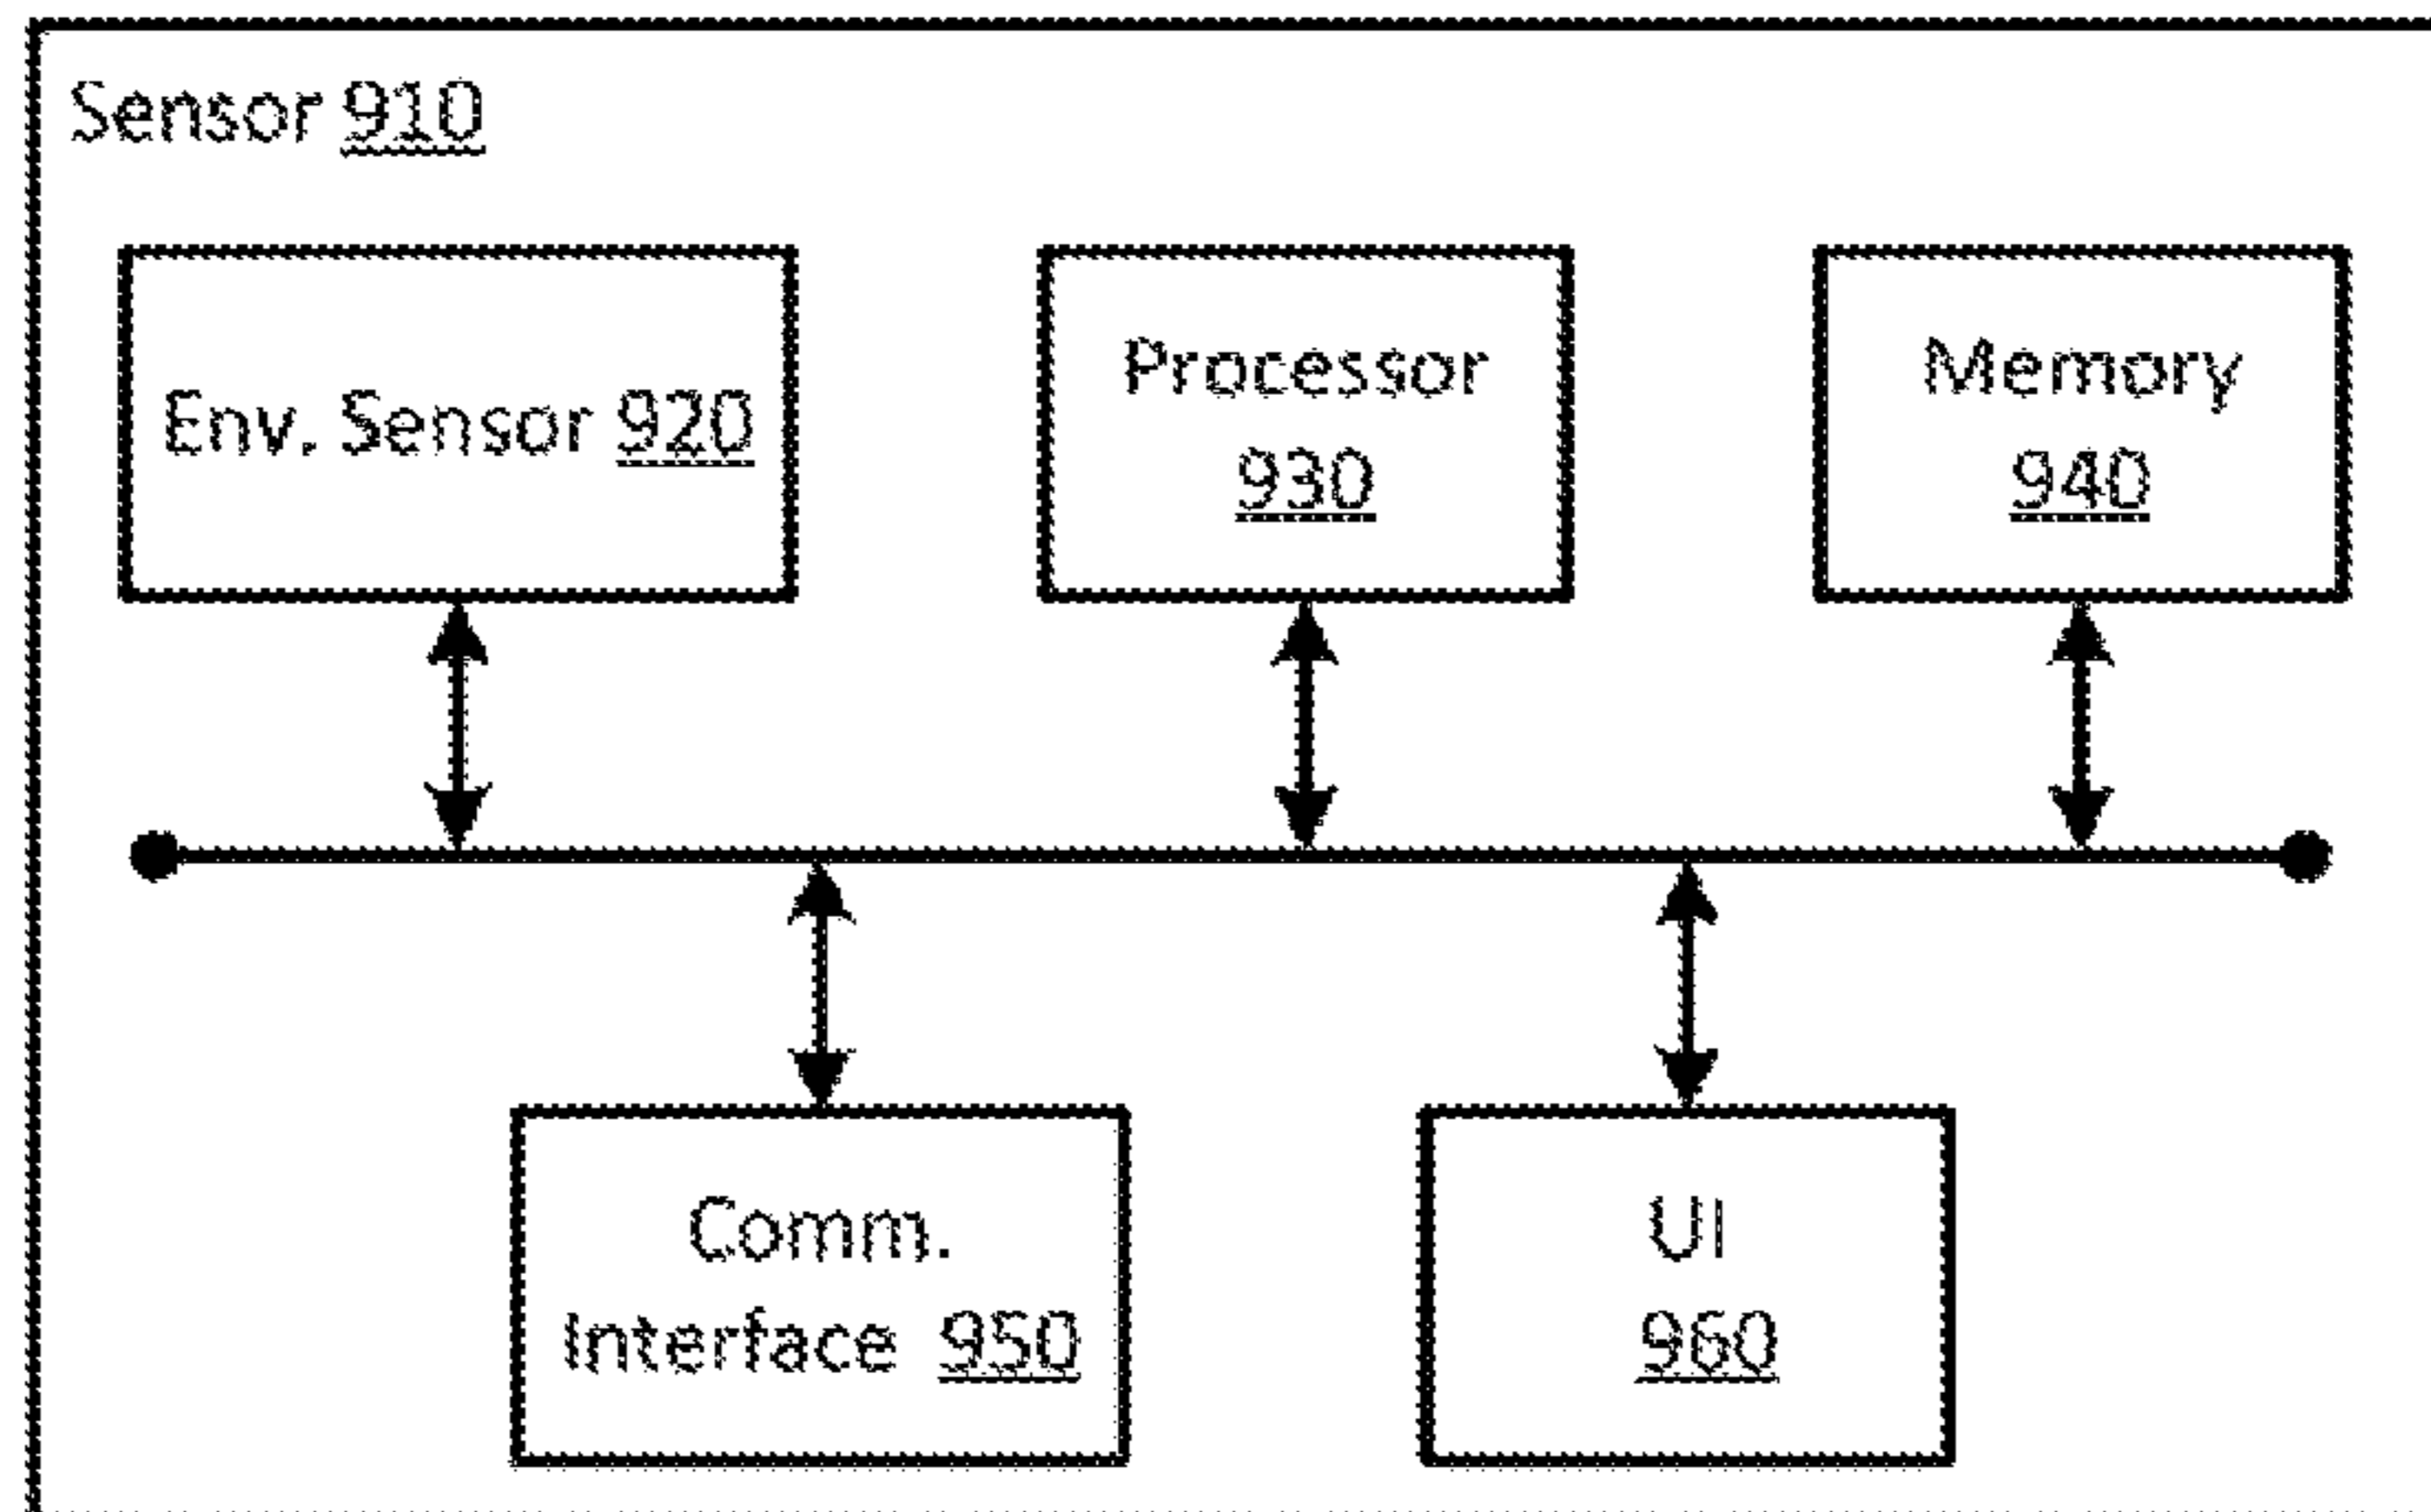 Sensor 910
Env. Sensor 920
Processor
930
Memory
940
Comm.
Interface 950
UI
960